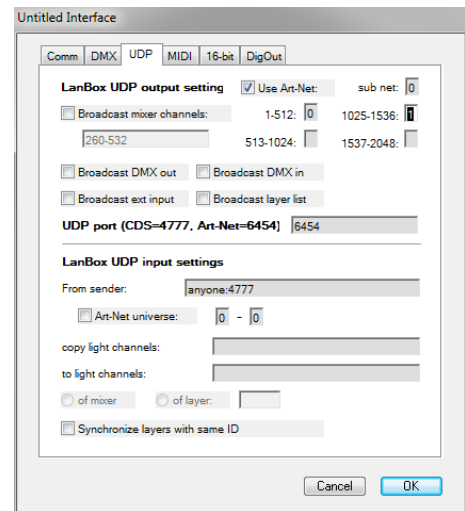 Untitled Interface
Comm DMX UDP MIDI 16-bit DigOut
LanBox UDP output setting Use Art-Net: sub net: 0
Broadcast mixer channels: 1-512: 0 1025-1536: 1
260-532 513-1024: 1537-2048:
Broadcast DMX out Broadcast DMX in
Broadcast ext input Broadcast layer list
UDP port (CDS=4777, Art-Net=6454) 6454
LanBox UDP input settings
From sender: anyone:4777
Art-Net universe: 0 - 0
copy light channels:
to light channels:
of mixer of layer:
Synchronize layers with same ID
Cancel OK